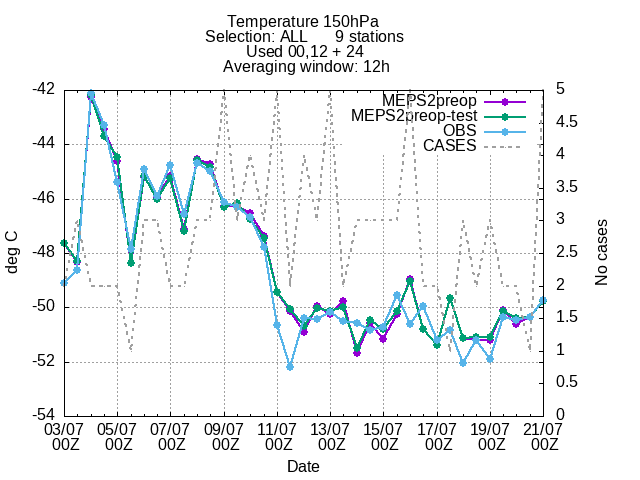 Temperature 150hPa
Selection: ALL 9 stations
Used 00,12 + 24
Averaging window: 12h
MEPS2preop
MEPS2preop-test
OBS
CASES
deg C
-42
-44
-46
-48
-50
-52
-54
No cases
5
4.5
4
3.5
3
2.5
2
1.5
1
0.5
0
03/07 05/07 07/07 09/07 11/07 13/07 15/07 17/07 19/07 21/07
00Z 00Z 00Z 00Z 00Z 00Z 00Z 00Z 00Z 00Z
Date